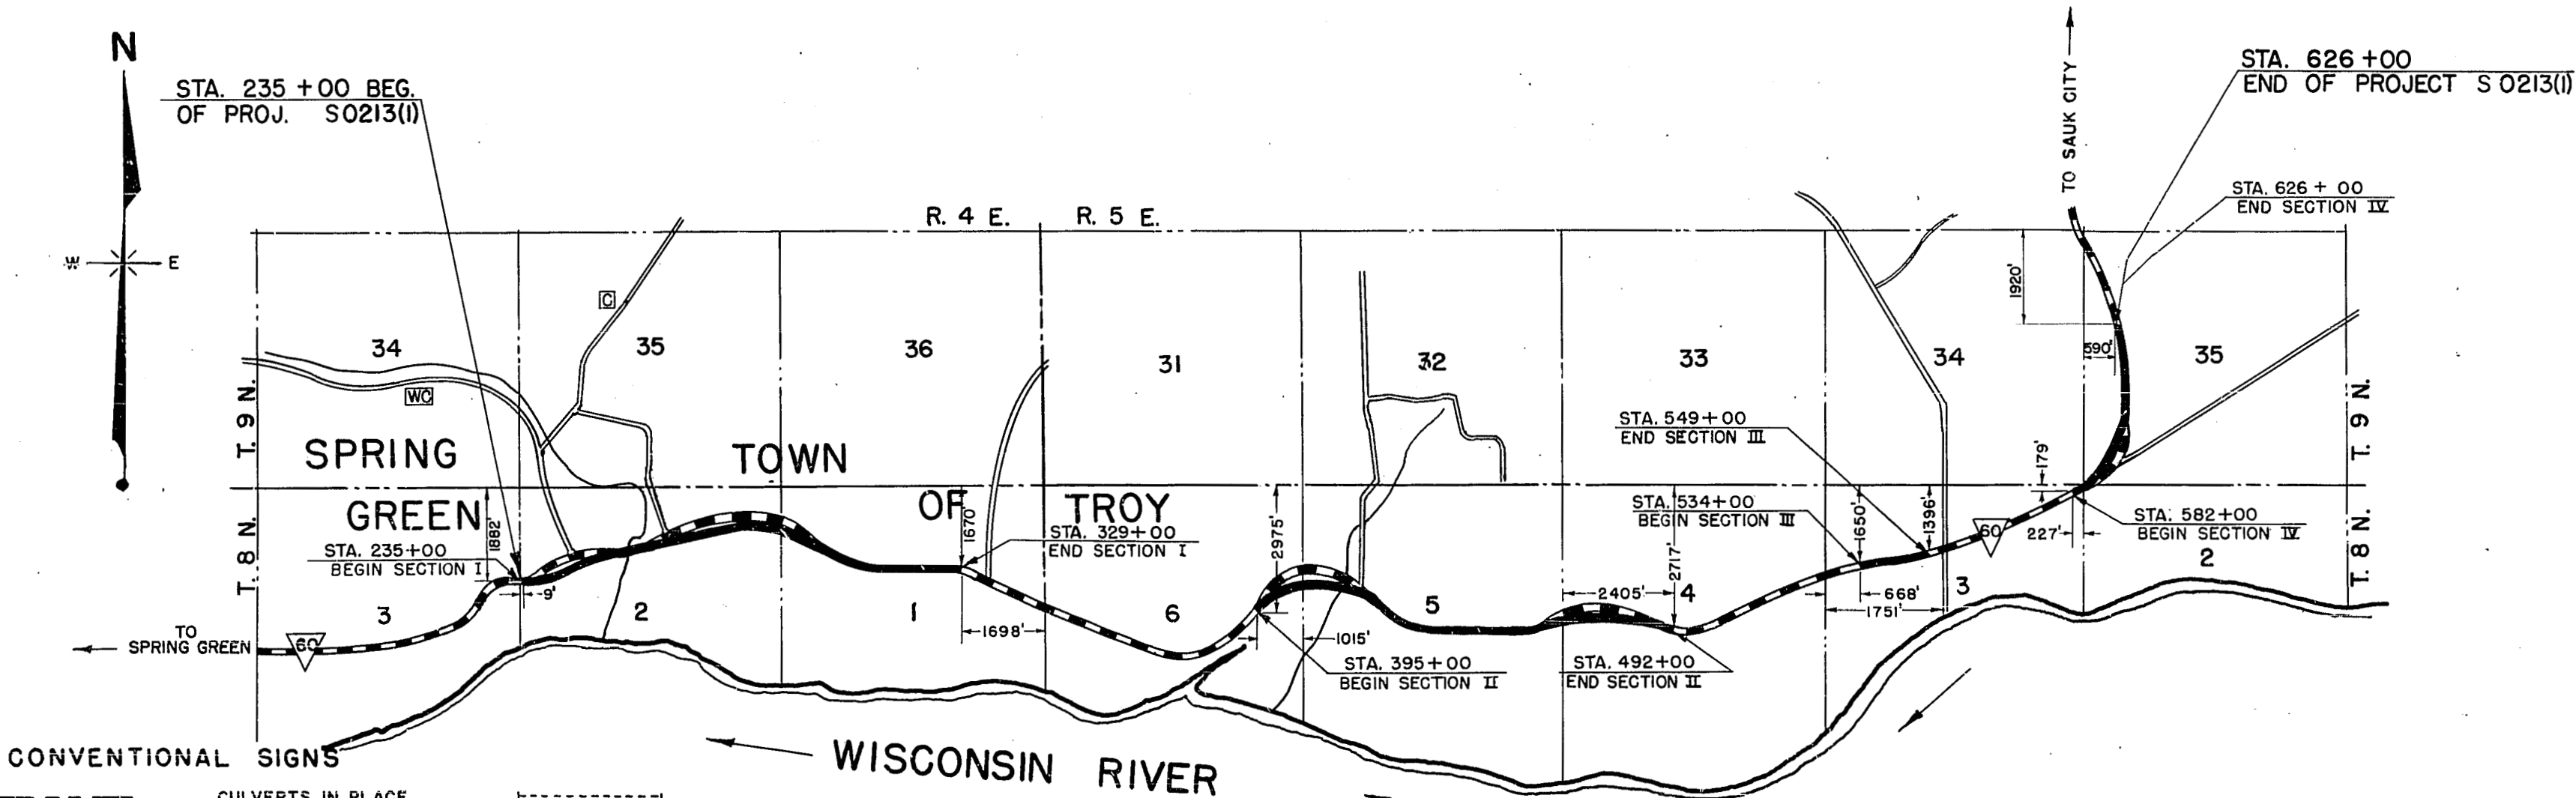 N
STA. 235 +00 BEG.
OF PROJ. S0213(1)
W E
TO SAUK CITY
STA. 626 +00
END OF PROJECT S 0213(1)
STA. 626 + 00
END SECTION IV
R. 4 E. R. 5 E.
1920'
590'
C
WC
34 35 36 31 32 33 34 35
T. 9 N. T. 9 N.
SPRING TOWN
GREEN OF TROY
STA. 549+00
END SECTION III
STA. 534+00
BEGIN SECTION III
179'
227'
STA. 582+00
BEGIN SECTION IV
T. 8 N. T. 8 N.
1882'
STA. 235+00
BEGIN SECTION I
9'
1670'
STA. 329+00
END SECTION I
2975'
2717'
1650'
1396'
60
3 2 1 6 5 4 3 2
1698'
1015'
2405'
668'
1751'
TO
SPRING GREEN
60
STA. 395+00
BEGIN SECTION II
STA. 492+00
END SECTION II
CONVENTIONAL SIGNS
WISCONSIN RIVER
CULVERTS IN PLACE